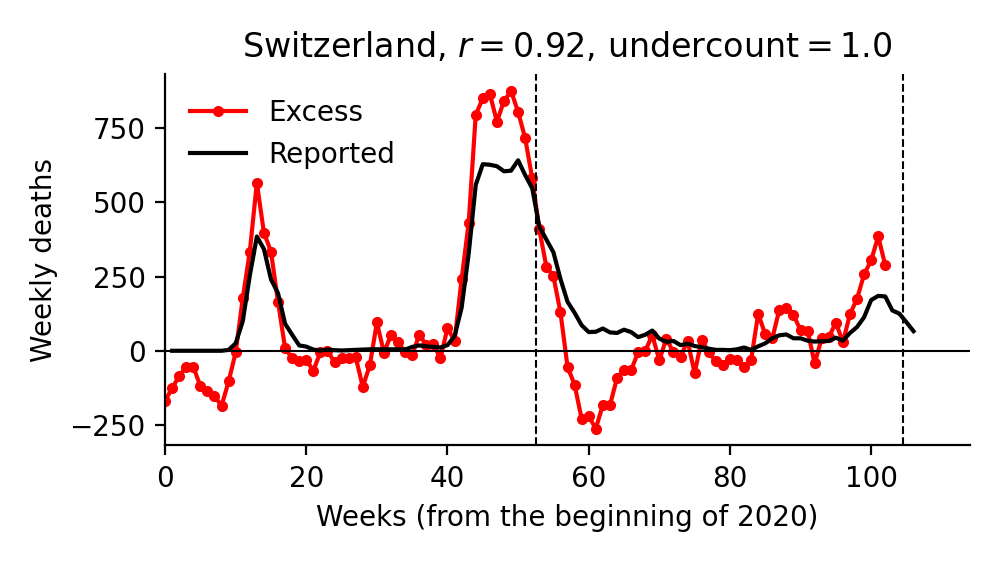 Switzerland, r = 0.92, undercount = 1.0
Excess
Reported
Weekly deaths
750
500
250
0
−250
0 20 40 60 80 100
Weeks (from the beginning of 2020)